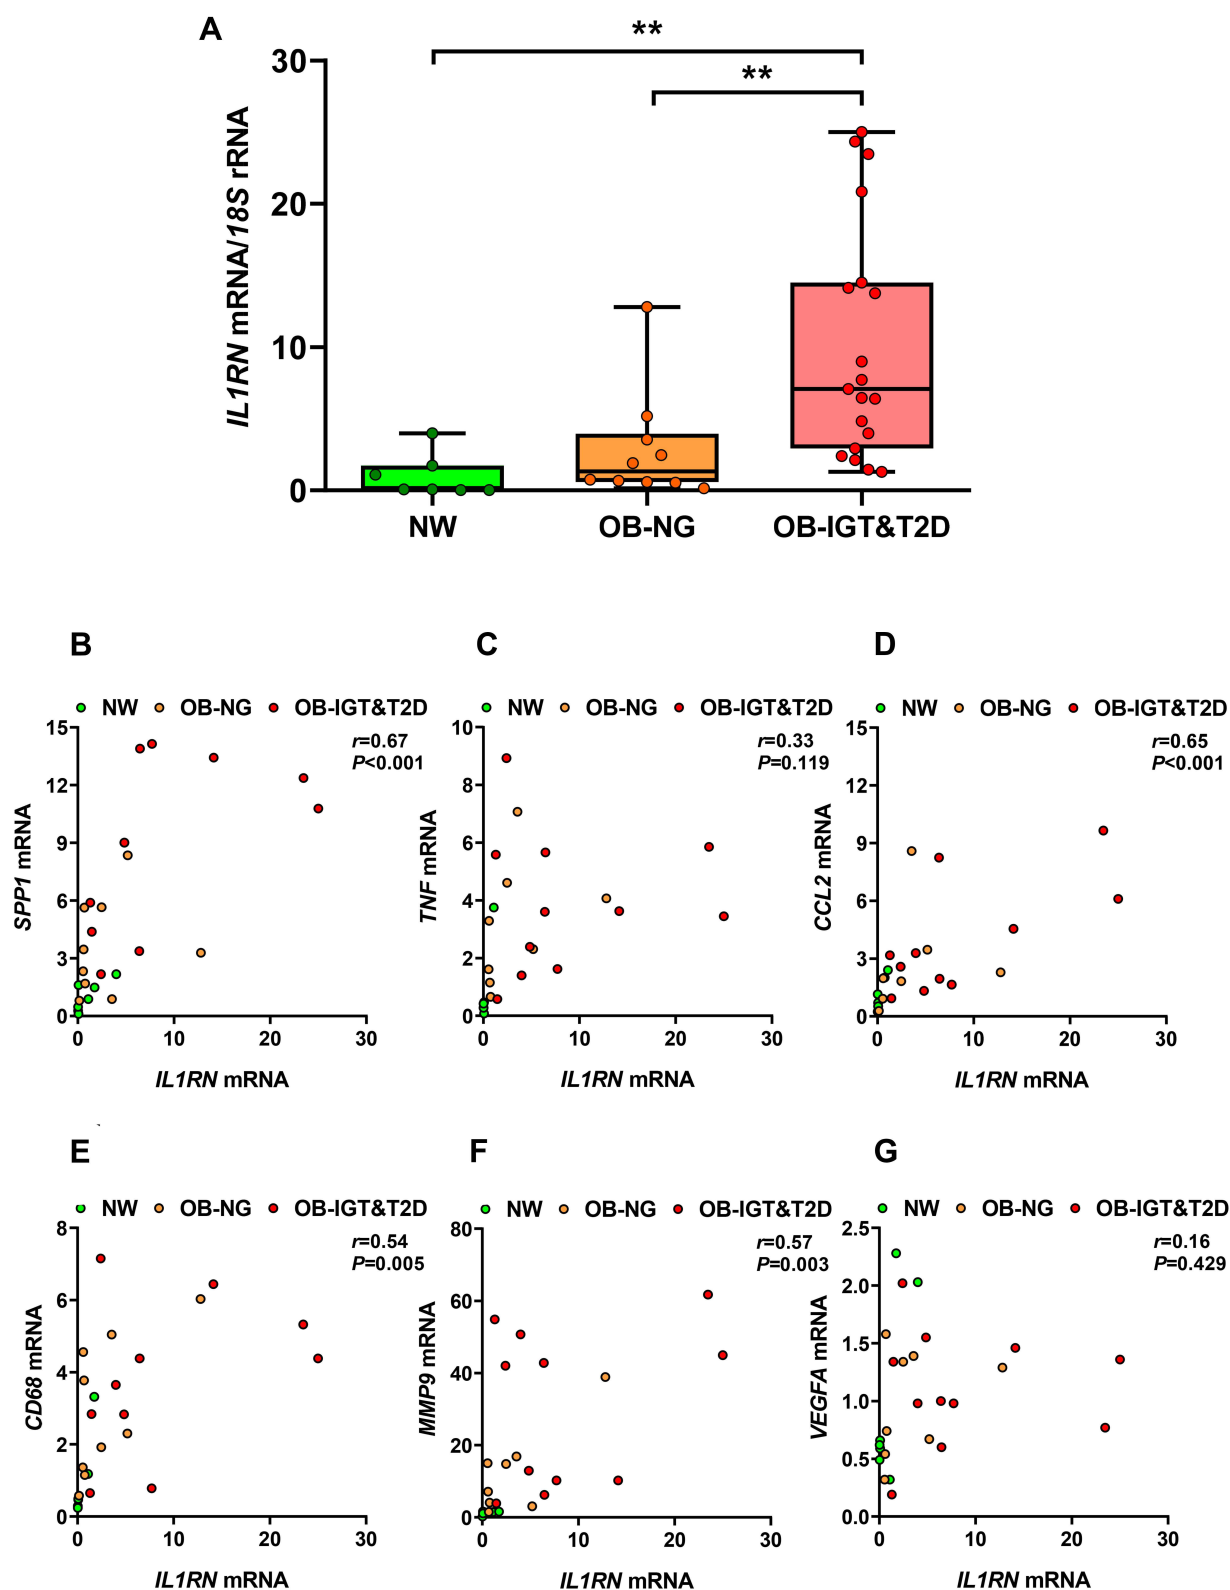 A
**
**
IL1RN mRNA/18S rRNA
30
20
10
0
NW OB-NG OB-IGT&T2D
B
NW OB-NG OB-IGT&T2D
r=0.67
P<0.001
SPP1 mRNA
15
12
9
6
3
0
0 10 20 30
IL1RN mRNA
C
NW OB-NG OB-IGT&T2D
r=0.33
P=0.119
TNF mRNA
10
8
6
4
2
0
0 10 20 30
IL1RN mRNA
D
NW OB-NG OB-IGT&T2D
r=0.65
P<0.001
CCL2 mRNA
15
12
9
6
3
0
0 10 20 30
IL1RN mRNA
E
NW OB-NG OB-IGT&T2D
r=0.54
P=0.005
CD68 mRNA
8
6
4
2
0
0 10 20 30
IL1RN mRNA
F
NW OB-NG OB-IGT&T2D
r=0.57
P=0.003
MMP9 mRNA
80
60
40
20
0
0 10 20 30
IL1RN mRNA
G
NW OB-NG OB-IGT&T2D
r=0.16
P=0.429
VEGFA mRNA
2.5
2.0
1.5
1.0
0.5
0.0
0 10 20 30
IL1RN mRNA